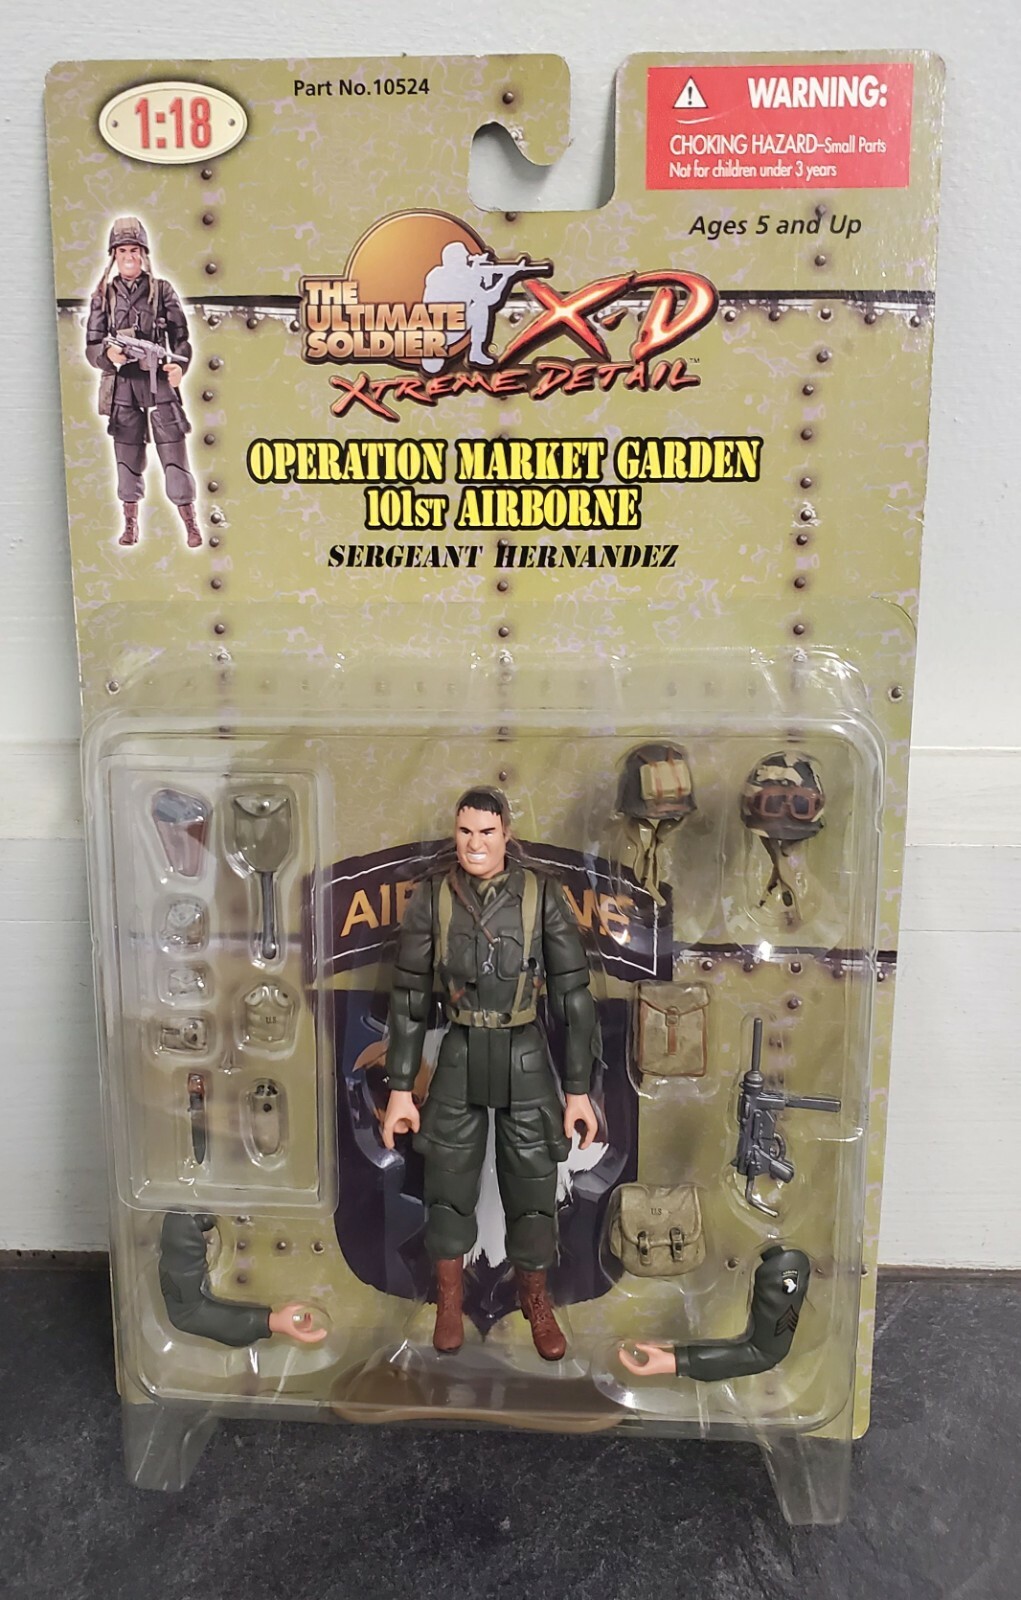 1:18
Part No.10524
WARNING:
CHOKING HAZARD–Small Parts
Not for children under 3 years
Ages 5 and Up
THE
ULTIMATE
SOLDIER
X-D
XTREME DETAIL™
OPERATION MARKET GARDEN
101ST AIRBORNE
SERGEANT HERNANDEZ
U.S
U.S